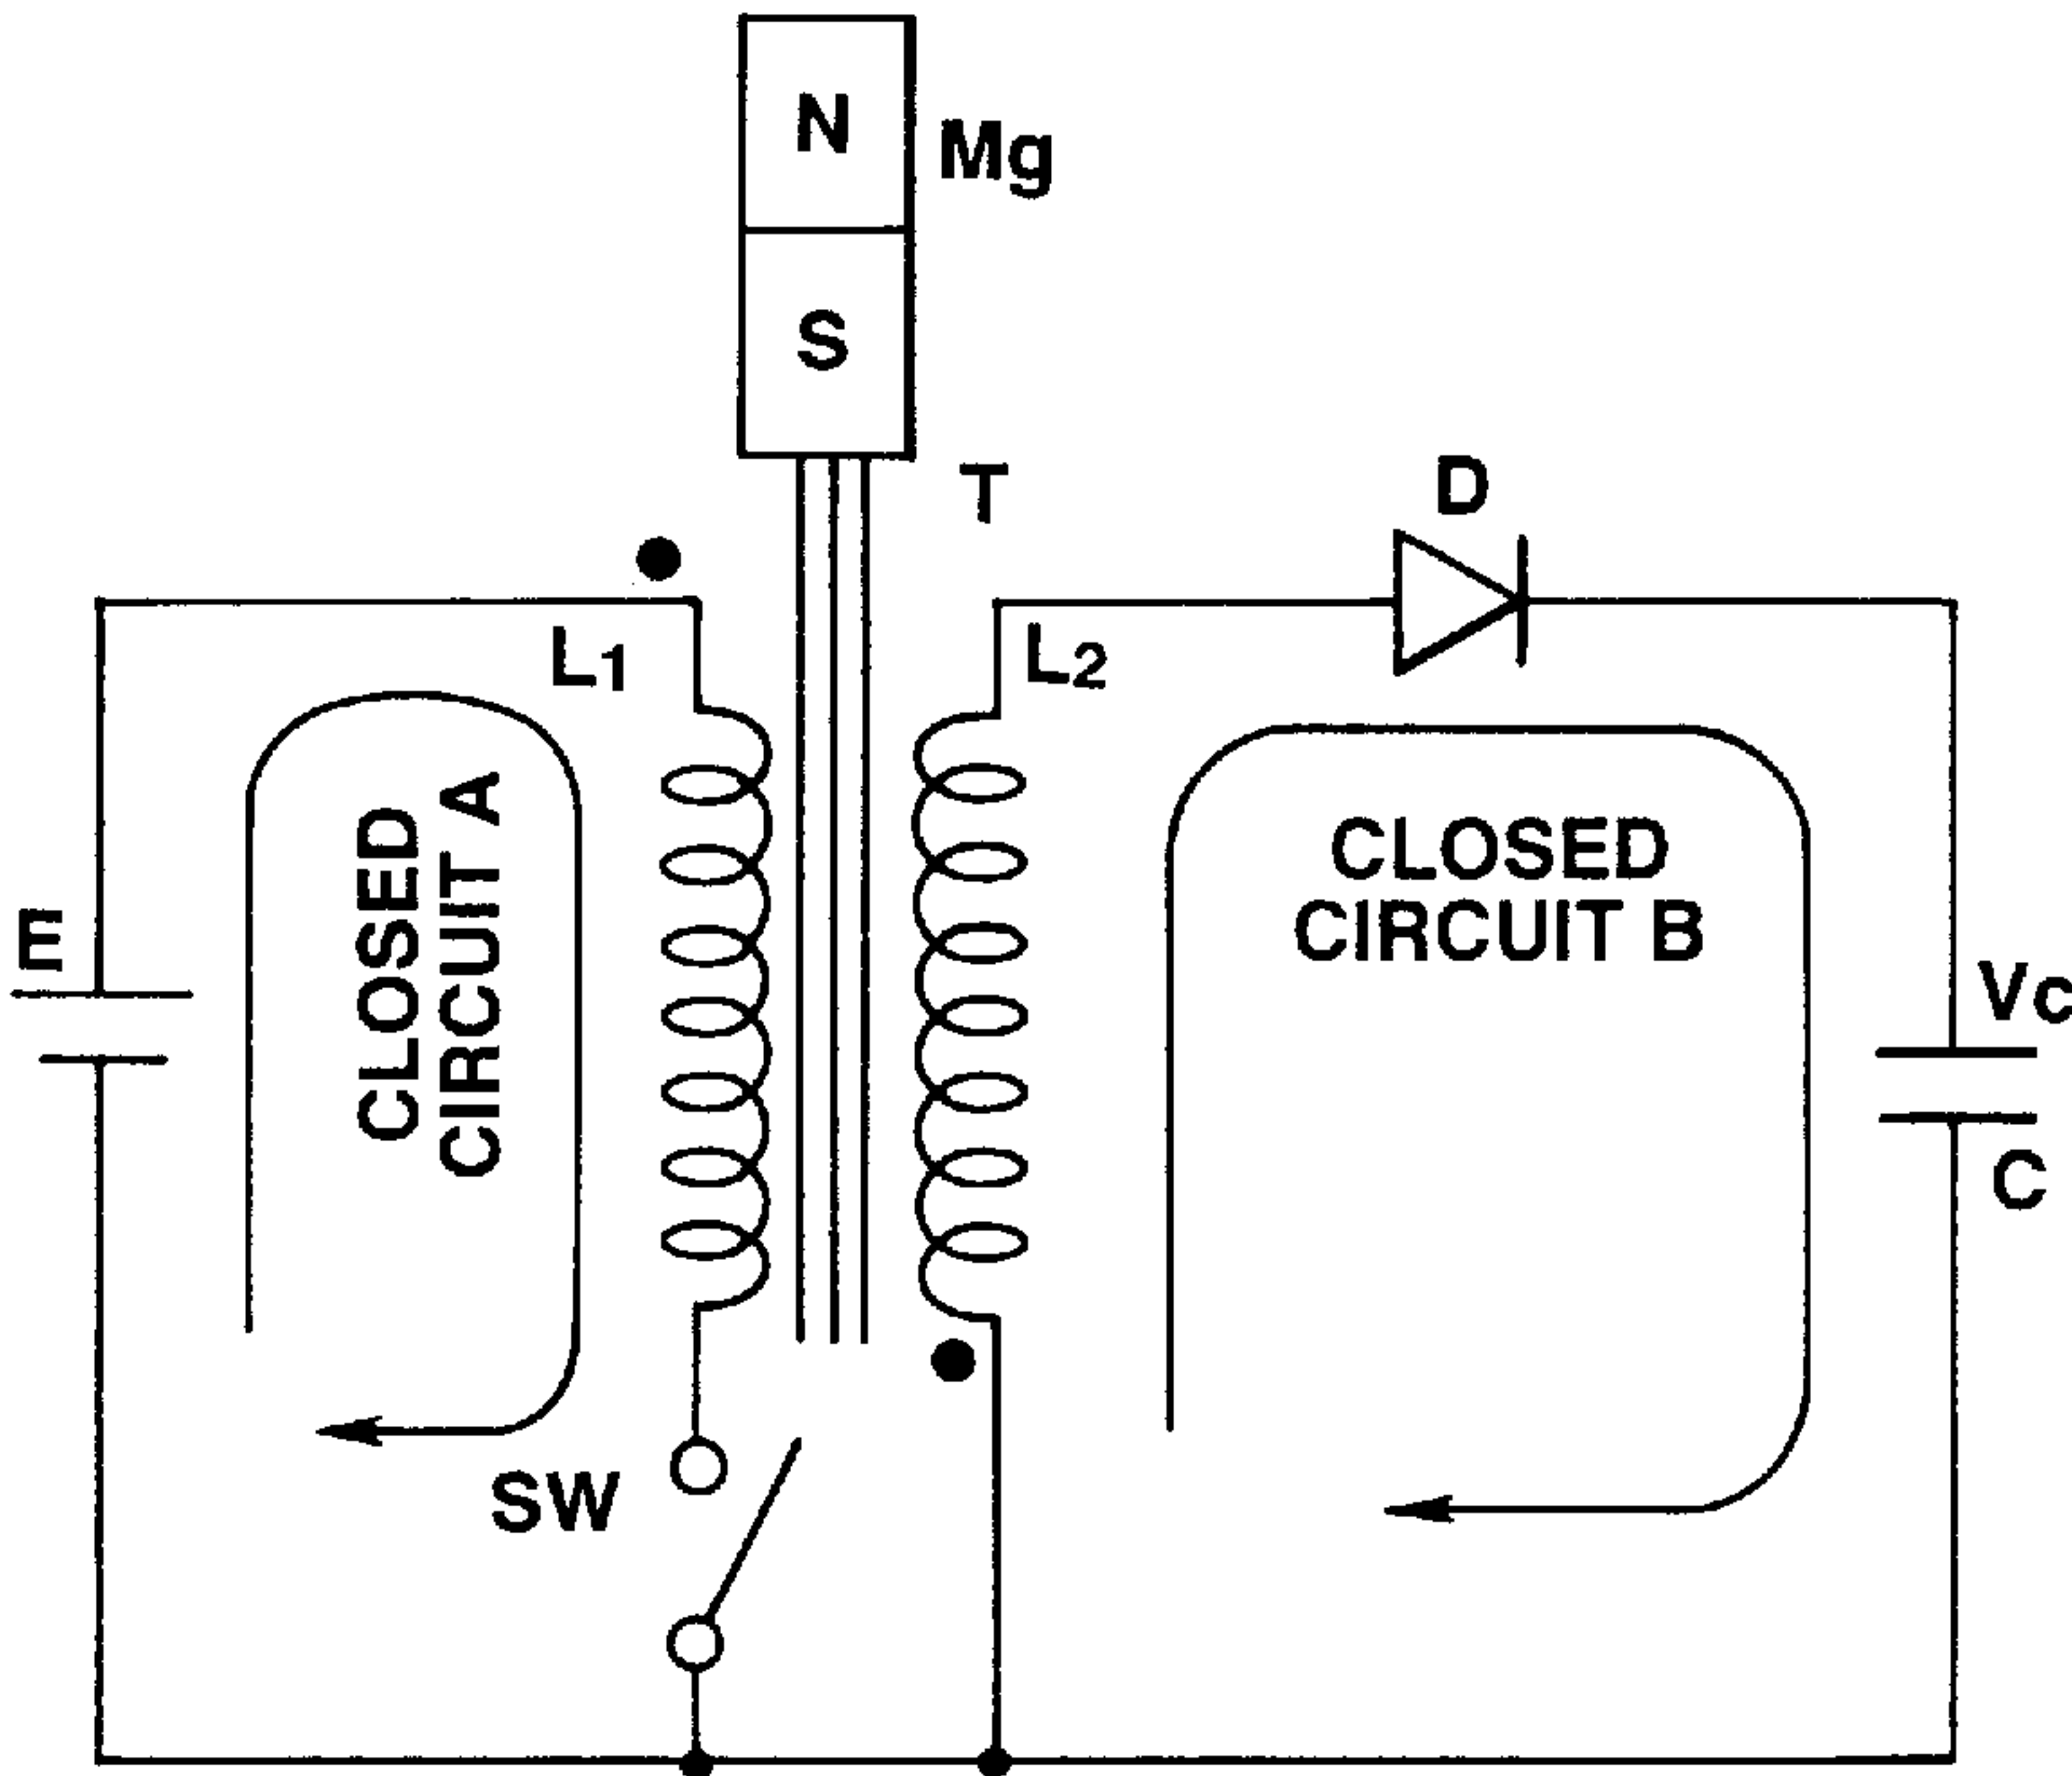 N
Mg
S
T
D
L1
L2
CLOSED
CIRCUIT A
CLOSED
CIRCUIT B
E
Vc
C
SW